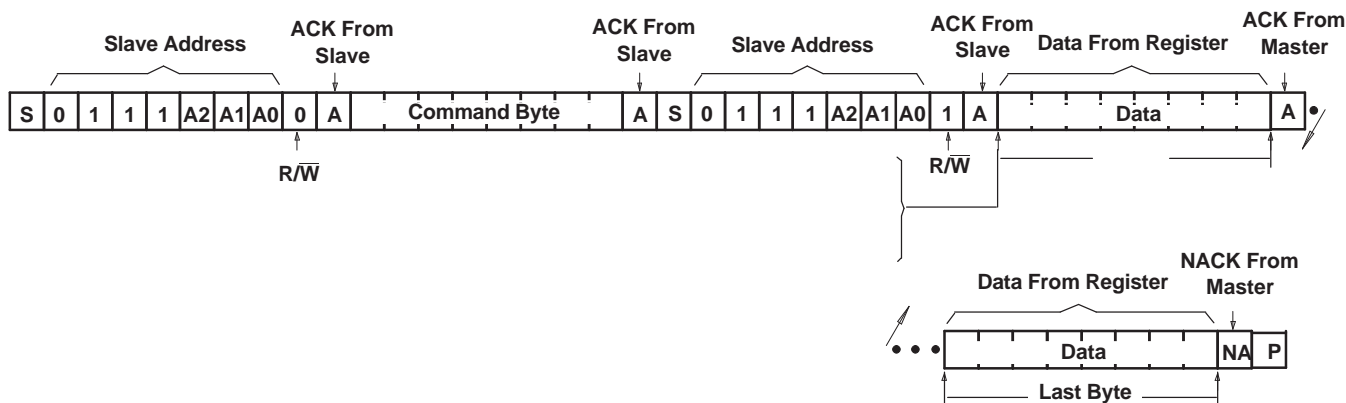 Slave Address
ACK From
Slave
ACK From
Slave
Slave Address
ACK From
Slave
Data From Register
ACK From
Master
S 0 1 1 1 A2 A1 A0 0 A Command Byte A S 0 1 1 1 A2 A1 A0 1 A Data A
R/W̅
R/W̅
Data From Register
NACK From
Master
Data NA P
Last Byte